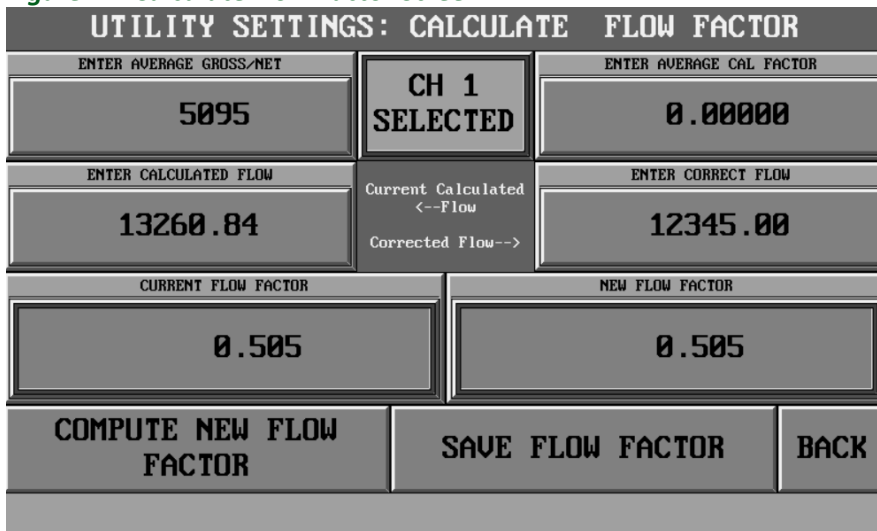 UTILITY SETTINGS: CALCULATE FLOW FACTOR
ENTER AVERAGE GROSS/NET
5095
CH 1
SELECTED
ENTER AVERAGE CAL FACTOR
0.00000
ENTER CALCULATED FLOW
13260.84
Current Calculated
<--Flow
Corrected Flow-->
ENTER CORRECT FLOW
12345.00
CURRENT FLOW FACTOR
0.505
NEW FLOW FACTOR
0.505
COMPUTE NEW FLOW
FACTOR
SAVE FLOW FACTOR
BACK